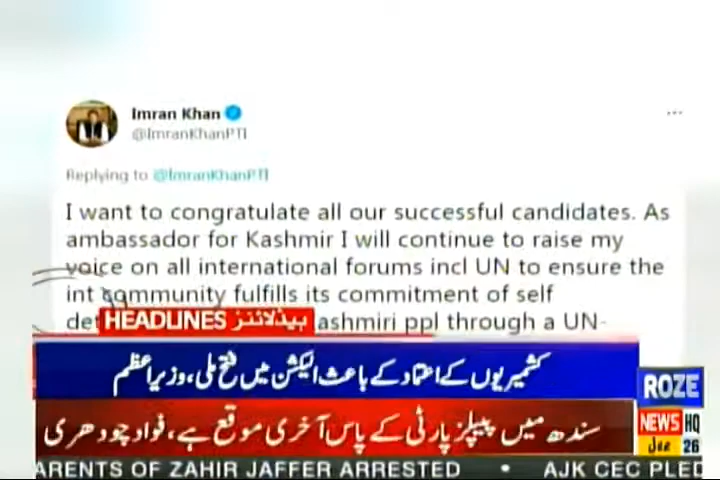 Imran Khan
@ImranKhanPTI
Replying to @ImranKhanPTI
I want to congratulate all our successful candidates. As
ambassador for Kashmir I will continue to raise my
voice on all international forums incl UN to ensure the
int community fulfills its commitment of self
det ashmiri ppl through a UN-
HEADLINES ہیڈلائنز
کشمیریوں کے اعتماد کے باعث الیکشن میں فتح ملی، وزیراعظم
سندھ میں پیپلزپارٹی کے پاس آخری موقع ہے، فواد چودھری
ROZE
NEWS HQ
26
ARENTS OF ZAHIR JAFFER ARRESTED • AJK CEC PLED